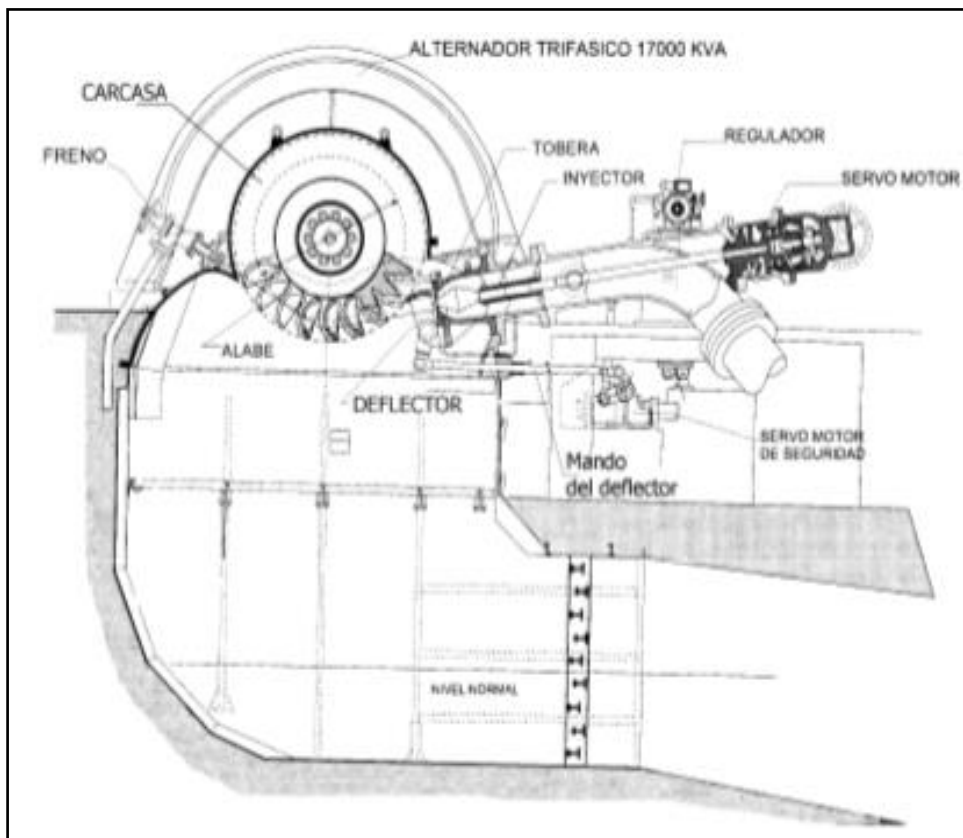 ALTERNADOR TRIFASICO 17000 KVA
CARCASA
REGULADOR
TOBERA
FRENO
INYECTOR
SERVO MOTOR
ALABE
DEFLECTOR
SERVO MOTOR
DE SEGURIDAD
Mando
del deflector
NIVEL NORMAL